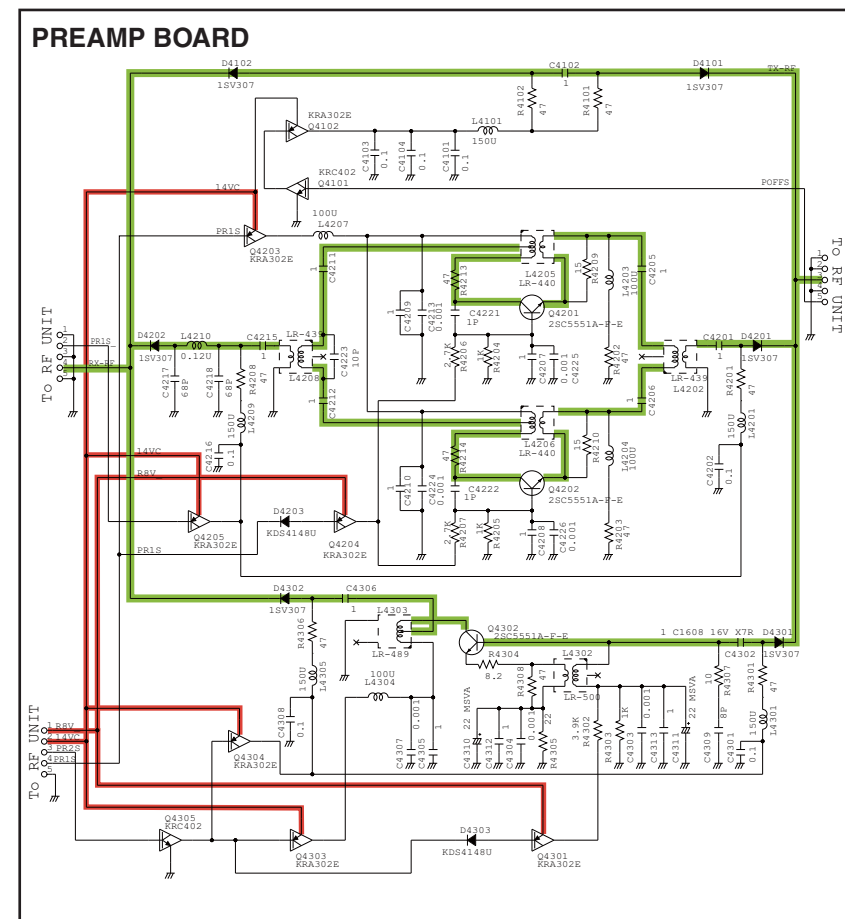 PREAMP BOARD
D4102
1SV307
C4102
1
D4101
1SV307
TX-RF
R4102
47
R4101
47
KRA302E
Q4102
L4101
150U
C4103
0.1
C4104
0.1
C4101
0.1
KRC402
Q4101
POFFS
14VC
PR1S
100U
L4207
Q4203
KRA302E
C4211
1
L4205
LR-440
R4209
15
L4203
100U
C4205
1
R4213
47
C4209
1
C4213
0.001
C4221
1P
Q4201
2SC5551A-F-E
TO RF UNIT
1
2
3
4
5
TO RF UNIT
1
2
3
4
5
PR1S
RX-RF
D4202
1SV307
L4210
0.12U
C4215
1
LR-439
L4208
C4223
10P
R4206
2.7K
R4204
1K
C4207
1
C4225
0.001
R4202
47
LR-439
L4202
C4201
1
D4201
1SV307
C4217
68P
C4218
68P
R4208
47
C4212
1
C4206
1
R4201
47
L4209
150U
L4201
150U
C4216
0.1
C4202
0.1
L4206
LR-440
R4210
15
L4204
100U
R4214
47
14VC
R8V
C4210
1
C4224
0.001
C4222
1P
Q4202
2SC5551A-F-E
Q4205
KRA302E
D4203
KDS4148U
Q4204
KRA302E
R4207
2.7K
R4205
1K
C4208
1
C4226
0.001
R4203
47
PR1S
D4302
1SV307
C4306
1
L4303
LR-489
Q4302
2SC5551A-F-E
1 C1608 16V X7R
C4302
D4301
1SV307
R4306
47
L4305
150U
R4304
8.2
L4302
LR-500
R4308
47
R4307
10
R4301
47
100U
L4304
C4308
0.1
C4307
0.001
C4305
1
C4310
22 MSVA
C4312
1
C4304
0.001
R4305
22
R4302
3.9K
R4303
1K
C4303
0.001
C4313
1
C4311
22 MSVA
C4309
8P
C4301
0.1
L4301
150U
TO RF UNIT
1
2
3
4
5
R8V
14VC
PR2S
PR1S
Q4304
KRA302E
Q4305
KRC402
Q4303
KRA302E
D4303
KDS4148U
Q4301
KRA302E